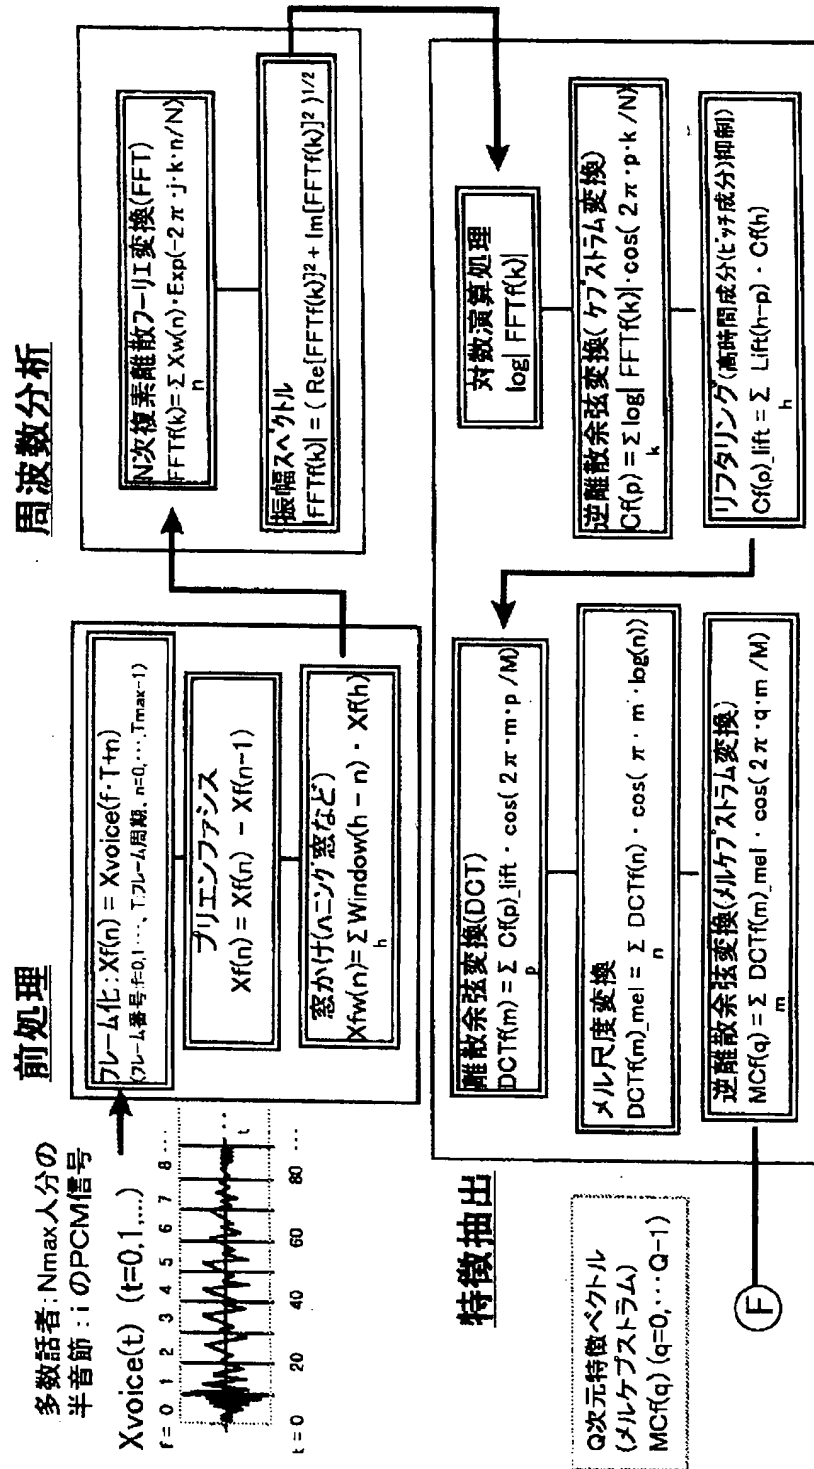 多数話者:Nmax人分の
半音節:iのPCM信号
Xvoice(t) (t=0,1,...)
f= 0 1 2 3 4 5 6 7 8 ...
... t
t=0 20 40 60 80 ...
前処理
フレーム化:Xf(n) = Xvoice(f·T+n)
(フレーム番号:f=0,1…、T:フレーム周期、n=0,…,Tmax-1)
プリエンファシス
Xf(n) = Xf(n) − Xf(n-1)
窓かけ(ハニング窓など)
Xfw(n)=ΣWindow(h−n)·Xf(h)
h
周波数分析
N次複素離散フーリエ変換(FFT)
FFTf(k)=ΣXw(n)·Exp(-2π·j·k·n/N)
n
振幅スペクトル
|FFTf(k)| = ( Re[FFTf(k)]² + Im[FFTf(k)]² )^1/2
特徴抽出
対数演算処理
log| FFTf(k)|
逆離散余弦変換(ケプストラム変換)
Cf(p) =Σlog| FFTf(k)|·cos( 2π·p·k /N)
k
リフタリング(高時間成分(ピッチ成分)抑制)
Cf(p)_lift = Σ Lift(h-p) · Cf(h)
h
離散余弦変換(DCT)
DCTf(m) =Σ Cf(p)_lift · cos( 2π·m·p /M)
p
メル尺度変換
DCTf(m)_mel = Σ DCTf(n) · cos( π· m ·log(n))
n
逆離散余弦変換(メルケプストラム変換)
MCf(q) =Σ DCTf(m)_mel · cos( 2π·q·m /M)
m
Q次元特徴ベクトル
(メルケプストラム)
MCf(q) (q=0,…Q-1)
F